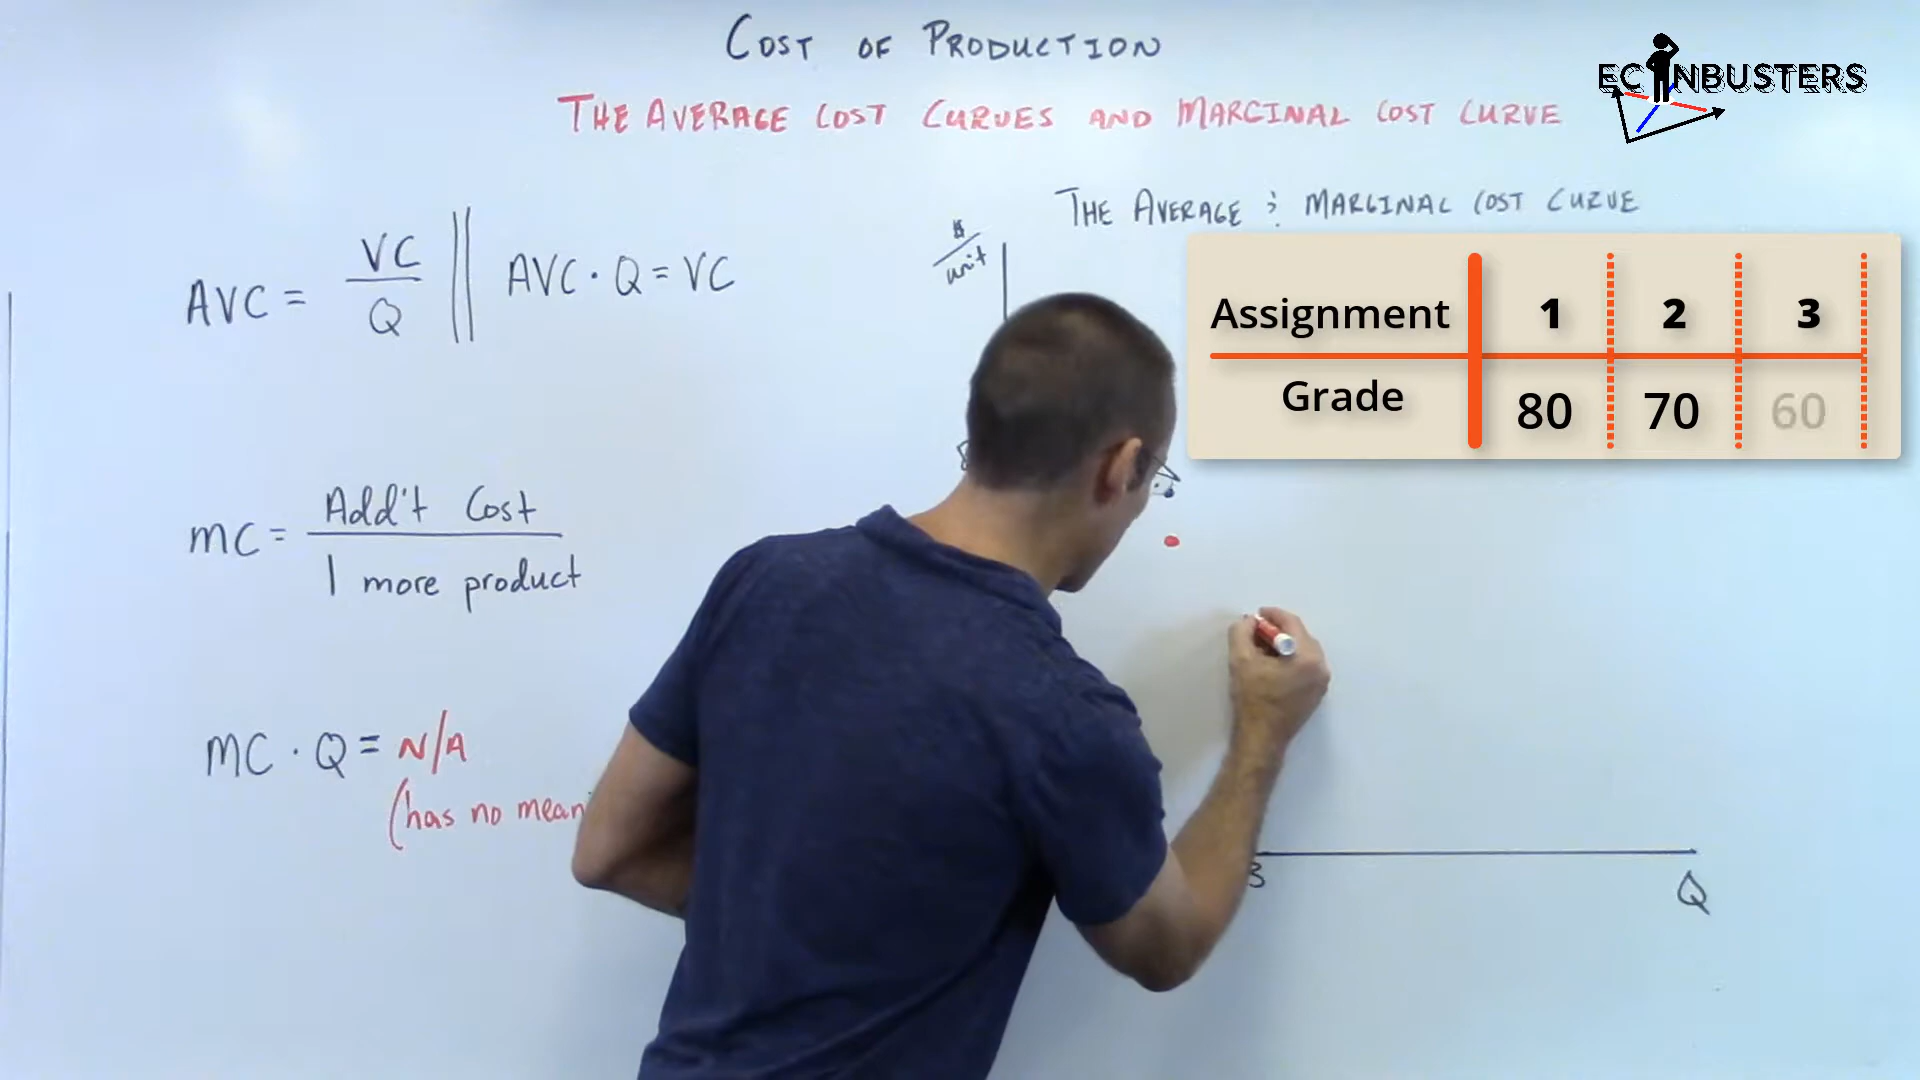 COST OF PRODUCTION
THE AVERAGE COST CURVES AND MARGINAL COST CURVE
ECONBUSTERS
THE AVERAGE & MARGINAL COST CURVE
$/unit
AVC = VC/Q || AVC · Q = VC
Assignment 1 2 3
Grade 80 70 60
MC = Add't Cost / 1 more product
MC · Q = N/A
(has no
3
Q